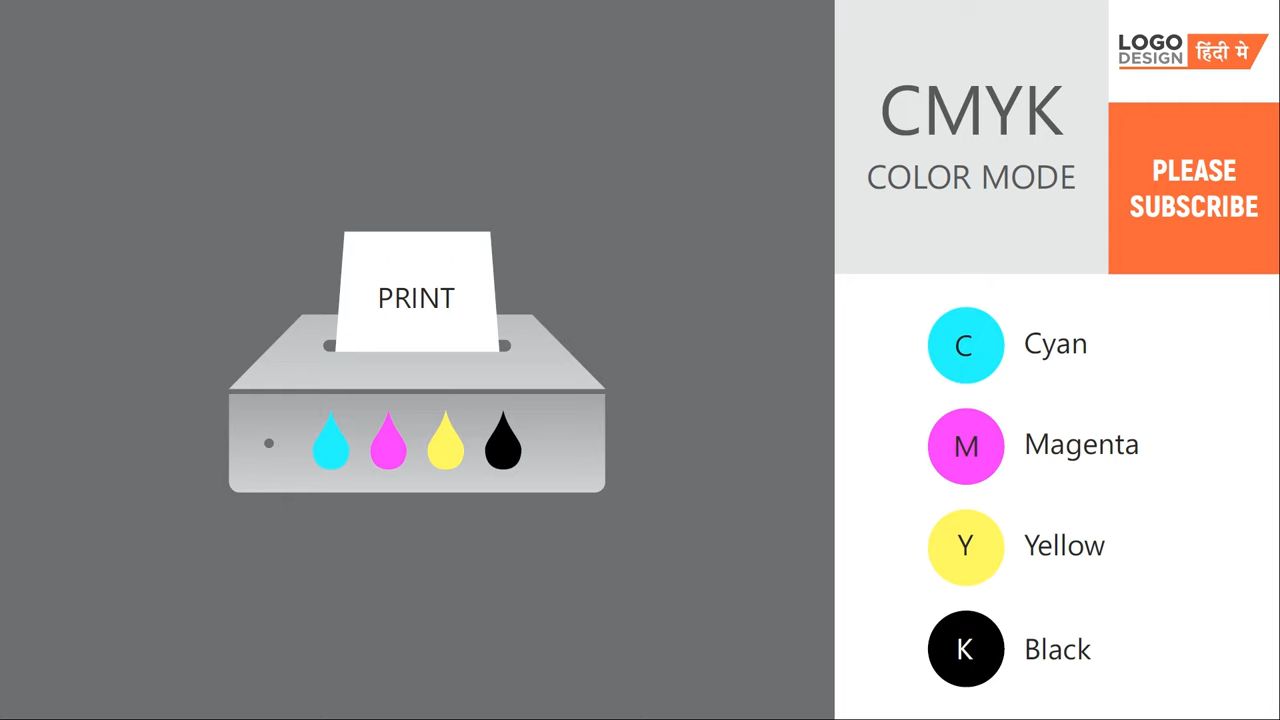 PRINT
CMYK
COLOR MODE
LOGO
DESIGN
हिंदी मे
PLEASE
SUBSCRIBE
C Cyan
M Magenta
Y Yellow
K Black